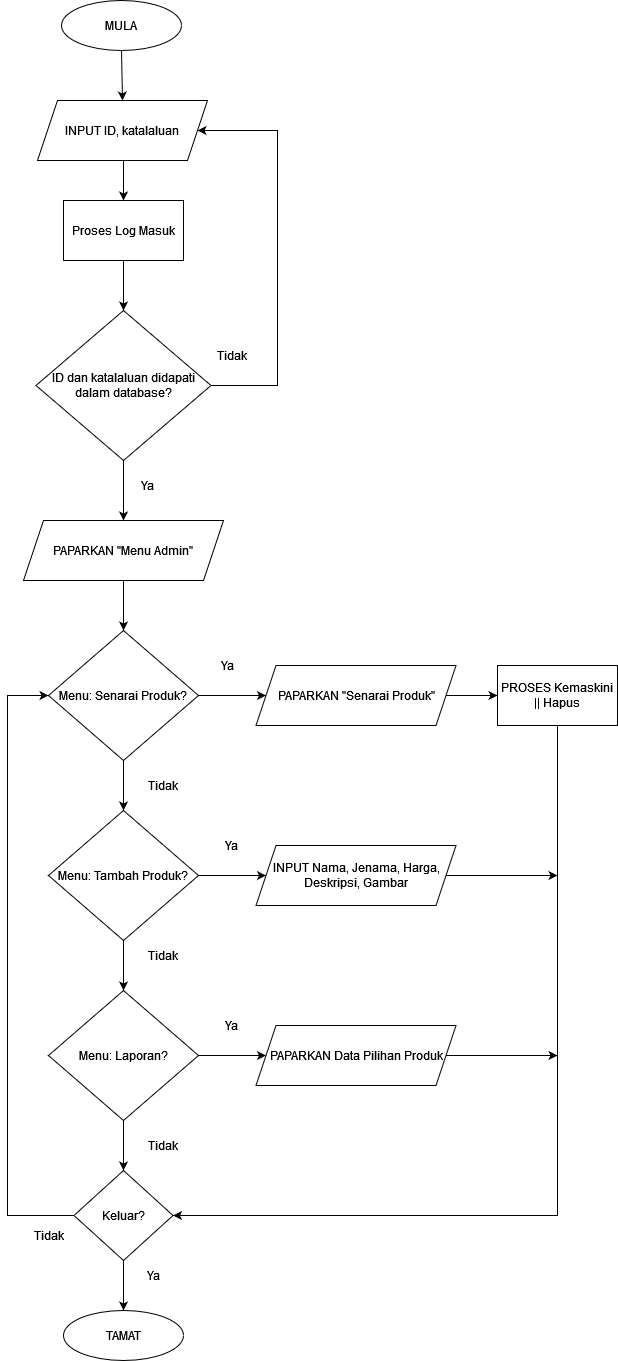 MULA
INPUT ID, katalaluan
Proses Log Masuk
Tidak
ID dan katalaluan didapati
dalam database?
Ya
PAPARKAN "Menu Admin"
Menu: Senarai Produk?
Ya
PAPARKAN "Senarai Produk"
PROSES Kemaskini
|| Hapus
Tidak
Menu: Tambah Produk?
Ya
INPUT Nama, Jenama, Harga,
Deskripsi, Gambar
Tidak
Menu: Laporan?
Ya
PAPARKAN Data Pilihan Produk
Tidak
Keluar?
Tidak
Ya
TAMAT